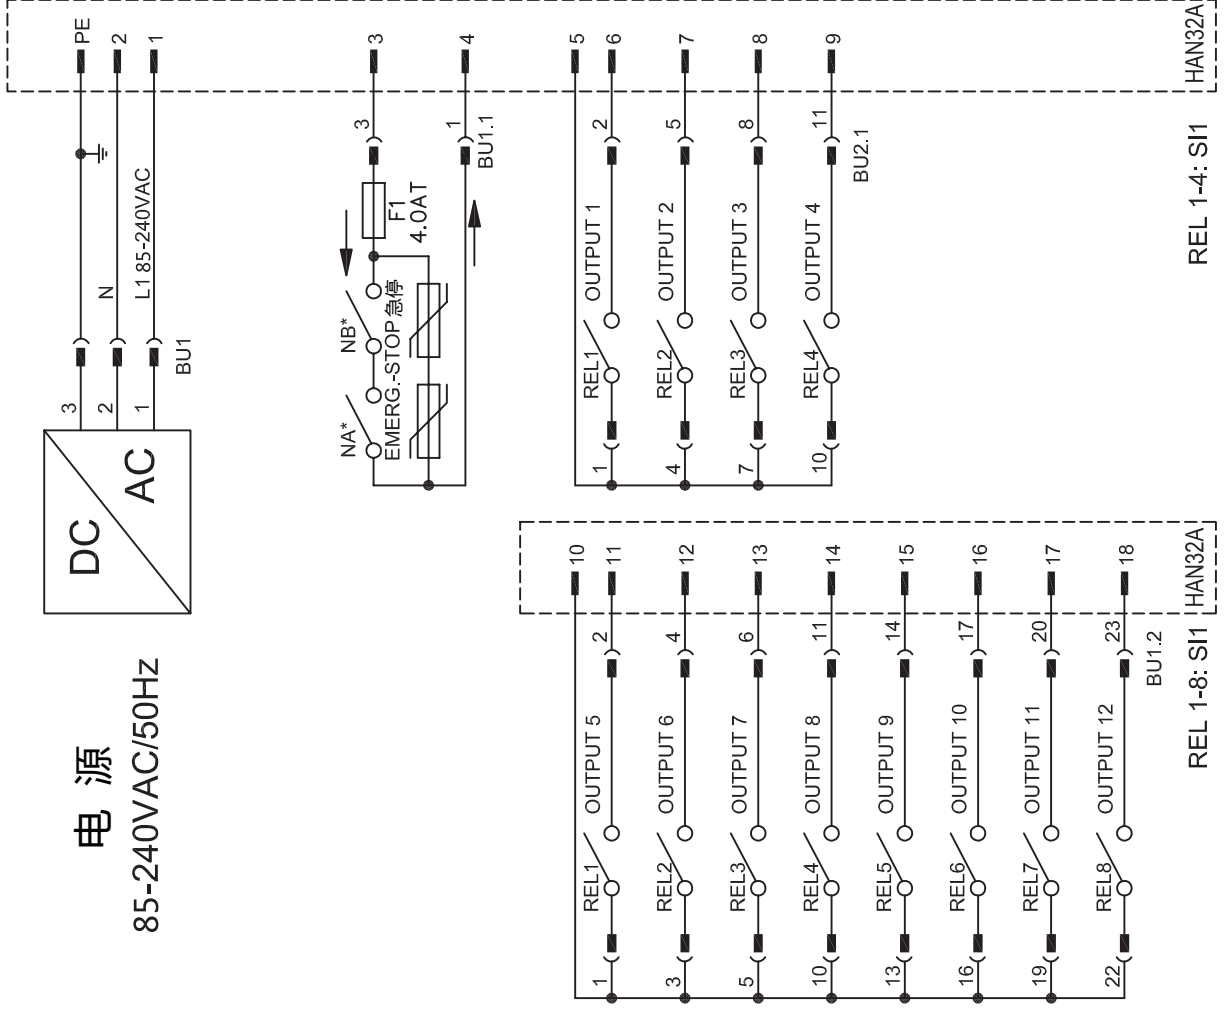 电 源
85-240VAC/50Hz
DC
AC
3
2
1
BU1
N
L1 85-240VAC
PE
2
1
NA*
NB*
EMERG.-STOP 急停
F1
4.0AT
3
3
1
4
BU1.1
5
1
REL1
OUTPUT 1
2
6
4
REL2
OUTPUT 2
5
7
7
REL3
OUTPUT 3
8
8
10
REL4
OUTPUT 4
11
9
BU2.1
HAN32A
REL 1-4: SI1
10
1
REL1
OUTPUT 5
2
11
3
REL2
OUTPUT 6
4
12
5
REL3
OUTPUT 7
6
13
10
REL4
OUTPUT 8
11
14
13
REL5
OUTPUT 9
14
15
16
REL6
OUTPUT 10
17
16
19
REL7
OUTPUT 11
20
17
22
REL8
OUTPUT 12
23
18
BU1.2
HAN32A
REL 1-8: SI1